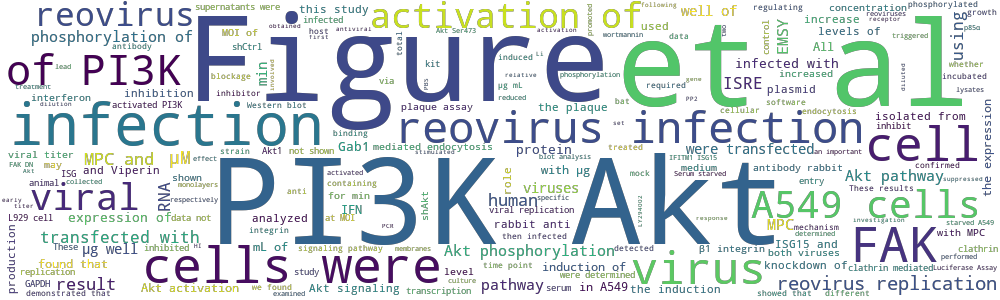 reovirus
supernatants were
this study
activation of
well of
regulating
concentration
phosphorylated
following
Figure
et al
phosphorylation of
infected
host
antiviral
MOI of
used
increase
levels of
reoviruses
receptor
growth
p85α
antibody
shCtrl
first
total
Akt Ser473
wortmannin
data
control
EMSY
All
triggered
using
of PI3K
min
kit
induced
phosphorylation
gene
infected with
increased
whether
incubated
lysates
lead
blockage
inhibitor
via
PBS
relative
required
ISRE
plasmid
treatment
inhibition
interferon
activated PI3K
Western blot
µg mL
reduced
bat
PP2
cellular
software
endocytosis
diluted
dilution
involved
plaque assay
the plaque
isolated from
infection
binding
reovirus infection
set
inhibit
the expression
strain
Akt1
not shown
Gab1
mediated endocytosis
protein
treated
were transfected
an important
cell
viral titer
MPC and
µM
effect
PI3K Akt
stimulated
blot analysis
IFITM1 ISG15
Serum starved
confirmed
FAK DN
Akt
may
ISG
and Viperin
activated
with µg
medium
antibody rabbit
Akt pathway
suppressed
animal
collected
shown
monolayers
RNA
anti
containing
for min
role
viruses
mock
entry
These results
early
titer
viral
respectively
IFN
shAkt
human
specific
LY294002
A549 cells
L929 cell
expression of
data not
at MOI
viral replication
response
MPC
mechanism
determined
investigation
starved A549
production
transfected with
analyzed
integrin
PCR
rabbit anti
then infected
detected
β1 integrin
ISG15 and
FAK
with MPC
performed
These
µg well
inhibited
mL of
signaling pathway
membranes
Akt phosphorylation
both viruses
clathrin
found that
cells were
study
time point
induction of
were determined
virus
knockdown of
clathrin mediated
Luciferase Assay
replication
GAPDH
result
Akt activation
we found
examined
Akt signaling
level
culture
transcription
pathway
serum in A549
the induction
showed that
different
reovirus replication
demonstrated that